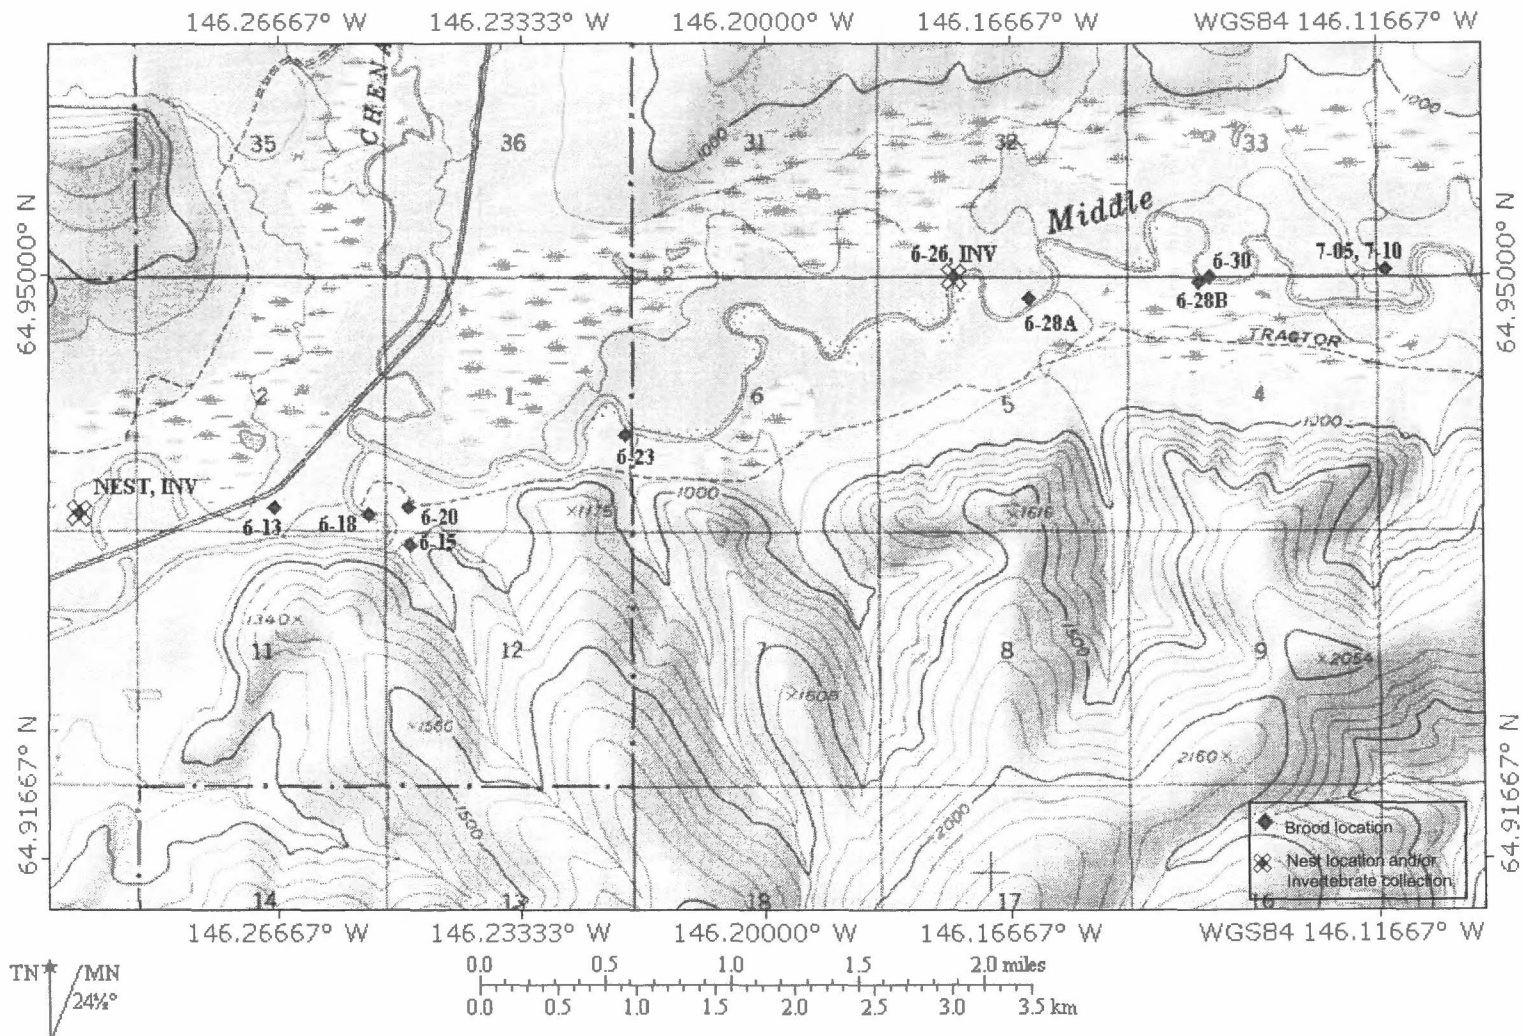 146.26667° W 146.23333° W 146.20000° W 146.16667° W WGS84 146.11667° W
CHENA
35 36 31 32 33
1000
1000
Middle
64.95000° N
6-26, INV
6-30
7-05, 7-10
64.95000° N
6-28B
6-28A
TRACTOR
2 1 6 5 4
1000
6-23
NEST, INV
1000
6-13 6-18 6-20
×1175
×1616
6-15
1340×
11 12 7 8 9
1500
×2054
×1508
×1560
2160×
64.91667° N
64.91667° N
1500
×2000
Brood location
Nest location and/or
Invertebrate collection
14 13 18 17 16
146.26667° W 146.23333° W 146.20000° W 146.16667° W WGS84 146.11667° W
TN MN
24½°
0.0 0.5 1.0 1.5 2.0 miles
0.0 0.5 1.0 1.5 2.0 2.5 3.0 3.5 km